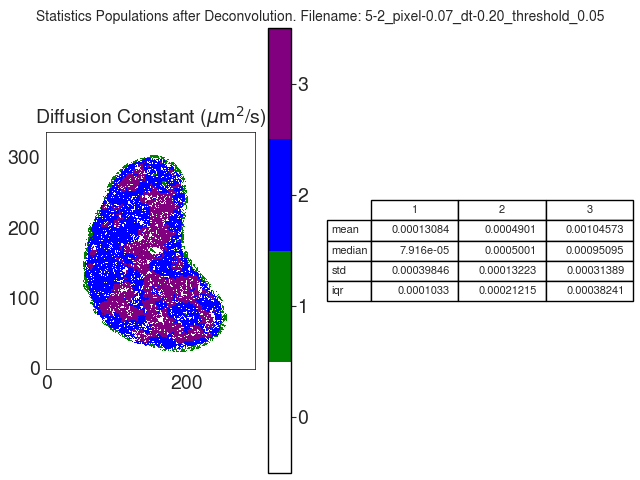 Statistics Populations after Deconvolution. Filename: 5-2_pixel-0.07_dt-0.20_threshold_0.05
Diffusion Constant (μm²/s)
300
200
100
0
0 200
3
2
1
0
1 2 3
mean 0.00013084 0.0004901 0.00104573
median 7.916e-05 0.0005001 0.00095095
std 0.00039846 0.00013223 0.00031389
iqr 0.0001033 0.00021215 0.00038241